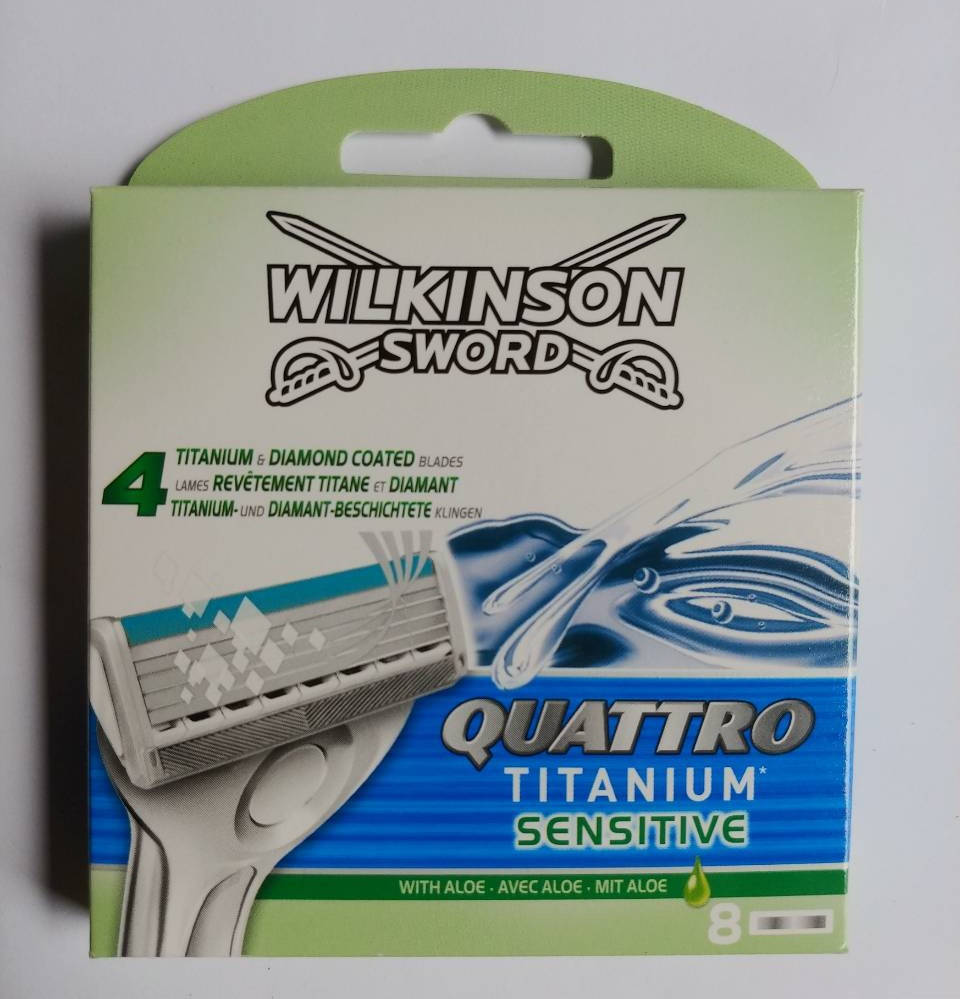 WILKINSON
SWORD
4
TITANIUM & DIAMOND COATED BLADES
LAMES REVÊTEMENT TITANE ET DIAMANT
TITANIUM- UND DIAMANT-BESCHICHTETE KLINGEN
QUATTRO
TITANIUM*
SENSITIVE
WITH ALOE · AVEC ALOE · MIT ALOE
8